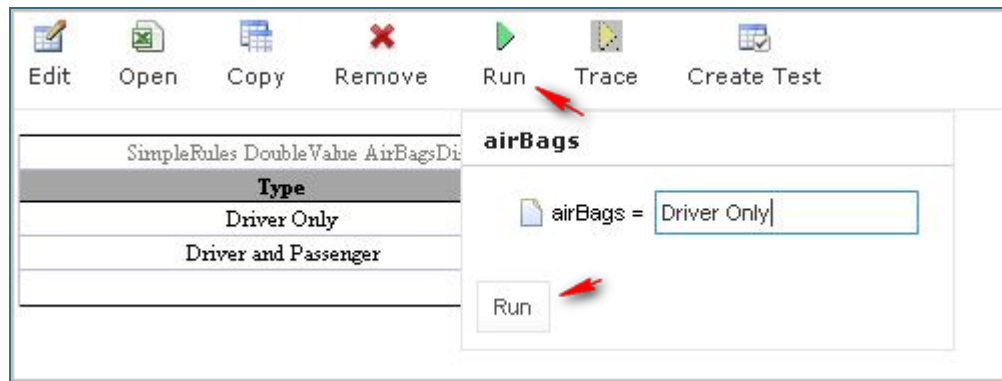 Edit Open Copy Remove Run Trace Create Test
SimpleRules DoubleValue
Type
Driver Only
Driver and Passenger
airBags
airBags = Driver Only
Run